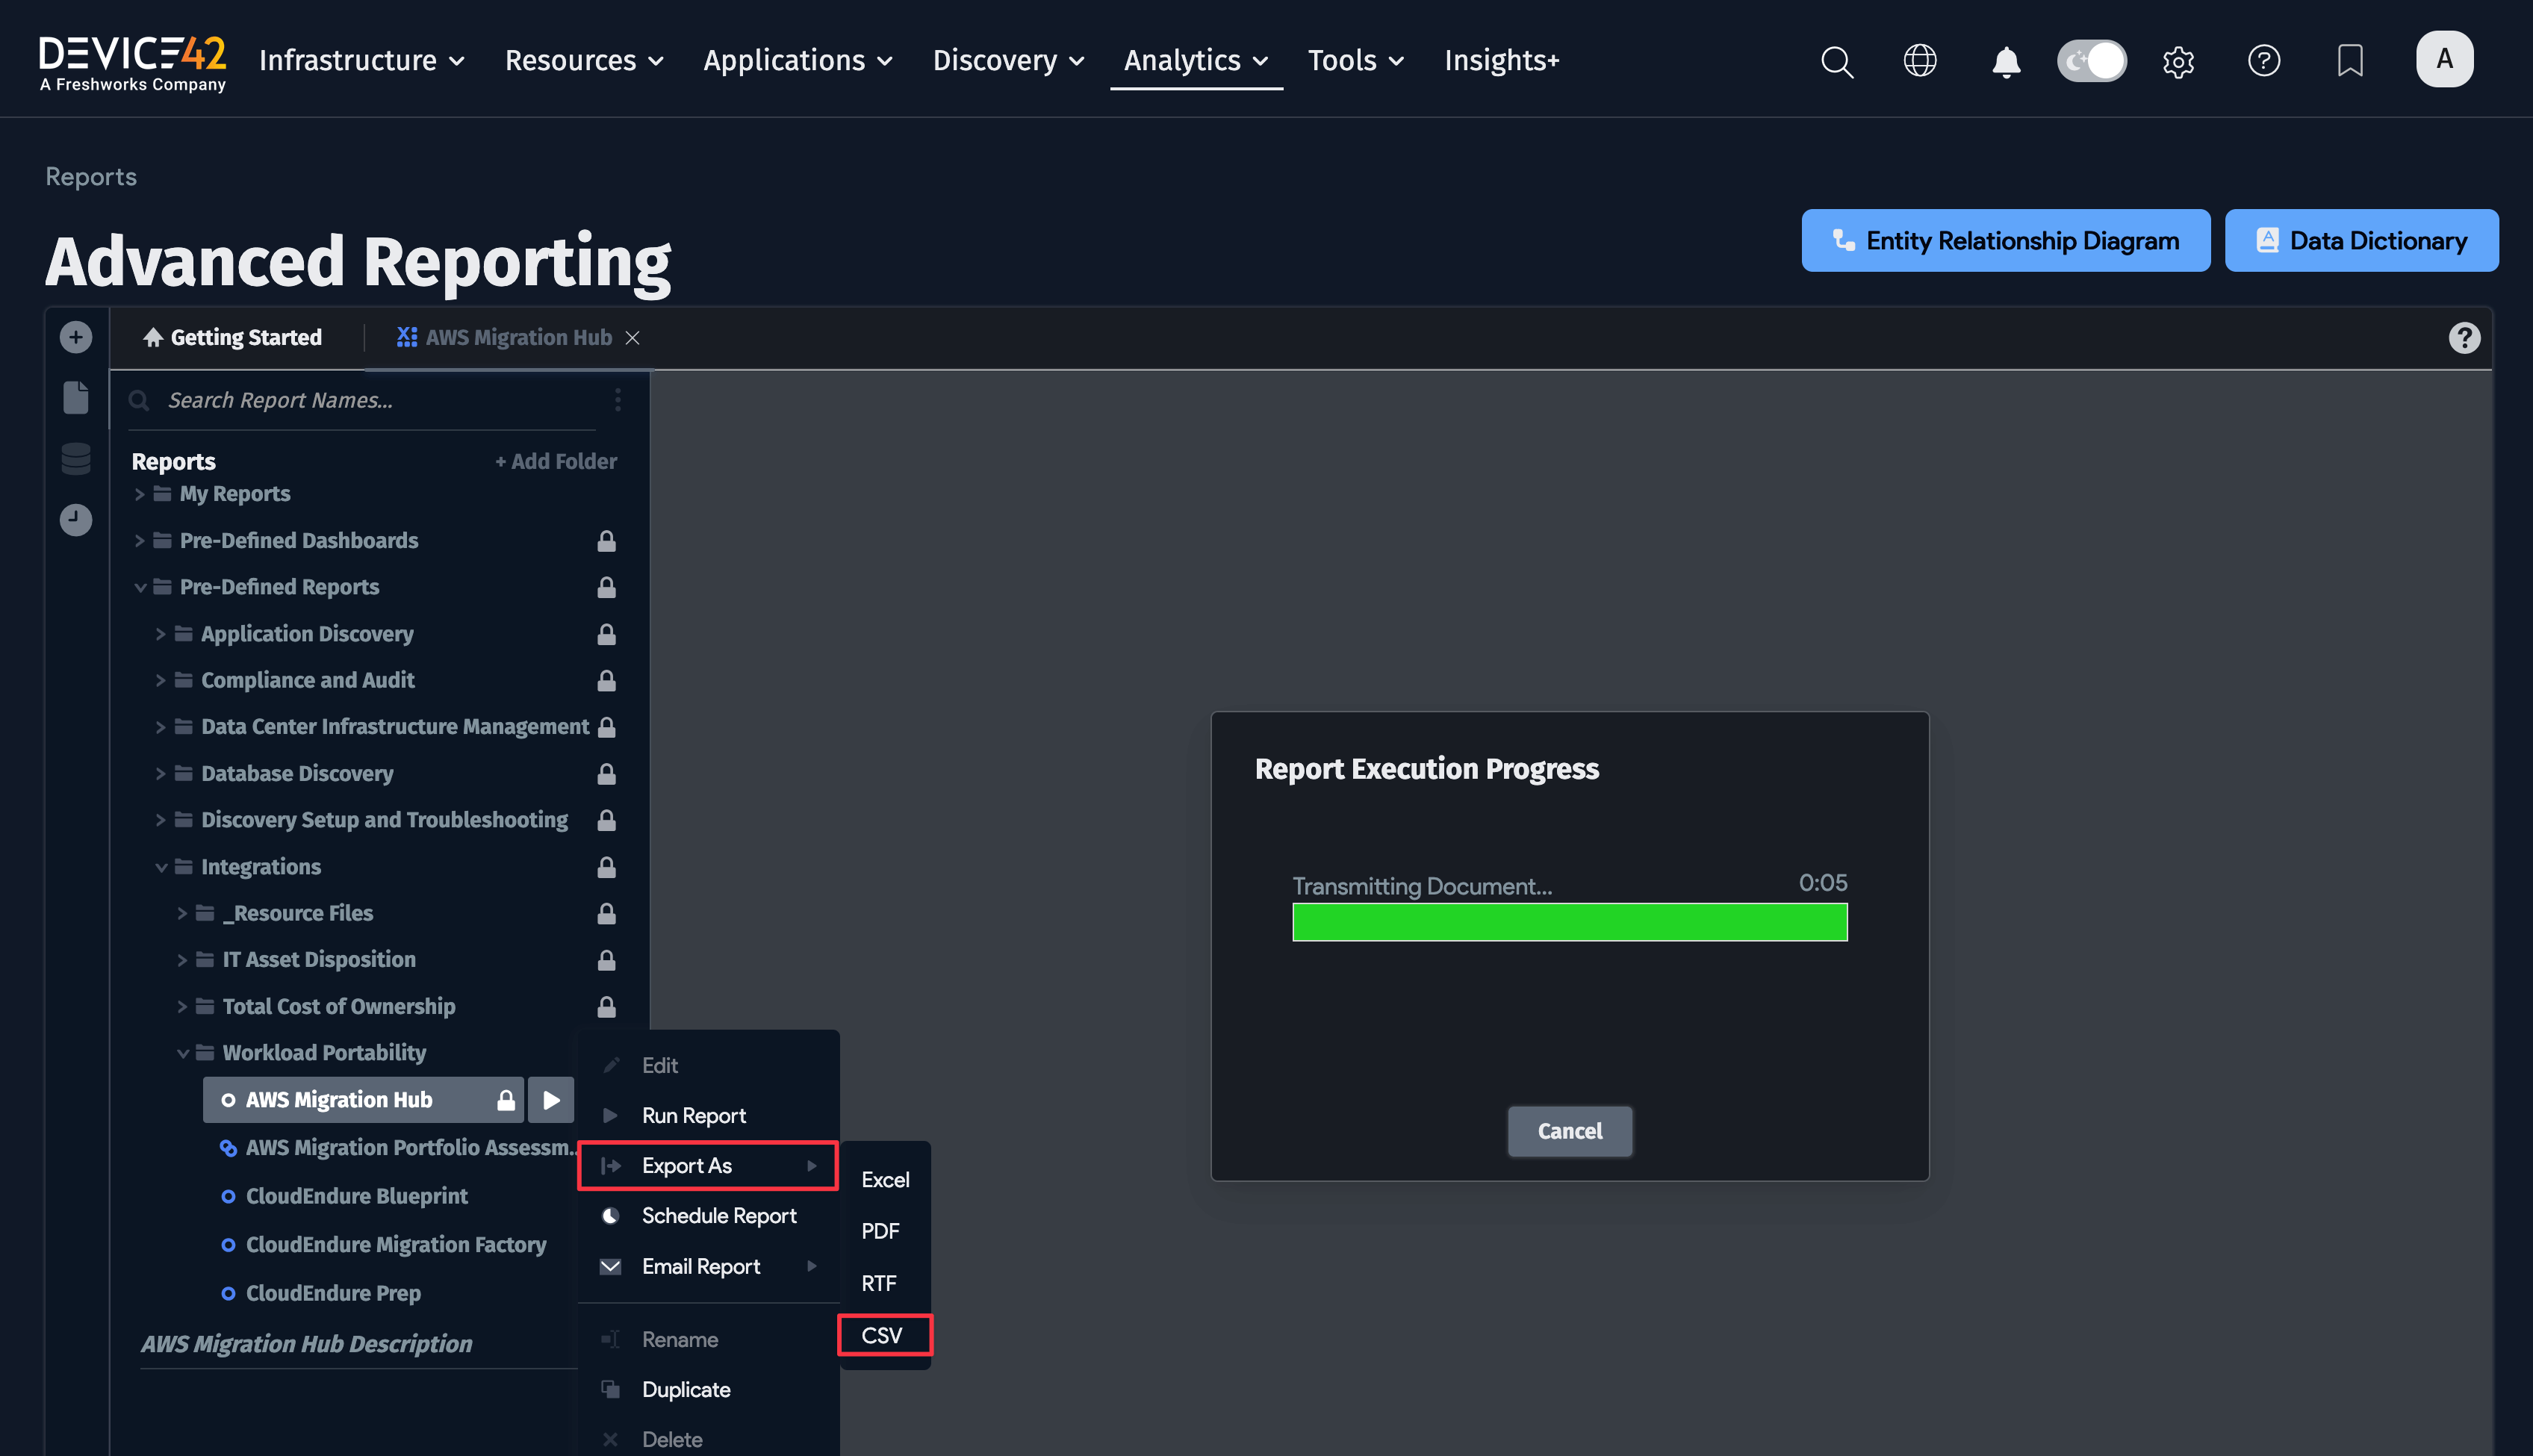 DEVICE42
A Freshworks Company
Infrastructure
Resources
Applications
Discovery
Analytics
Tools
Insights+
A
Reports
Advanced Reporting
Entity Relationship Diagram
Data Dictionary
Getting Started
AWS Migration Hub
Search Report Names...
Reports
+ Add Folder
My Reports
Pre-Defined Dashboards
Pre-Defined Reports
Application Discovery
Compliance and Audit
Data Center Infrastructure Management
Database Discovery
Discovery Setup and Troubleshooting
Integrations
_Resource Files
IT Asset Disposition
Total Cost of Ownership
Workload Portability
AWS Migration Hub
AWS Migration Portfolio Assessm...
CloudEndure Blueprint
CloudEndure Migration Factory
CloudEndure Prep
AWS Migration Hub Description
Edit
Run Report
Export As
Schedule Report
Email Report
Rename
Duplicate
Delete
Excel
PDF
RTF
CSV
Report Execution Progress
Transmitting Document... 0:05
Cancel